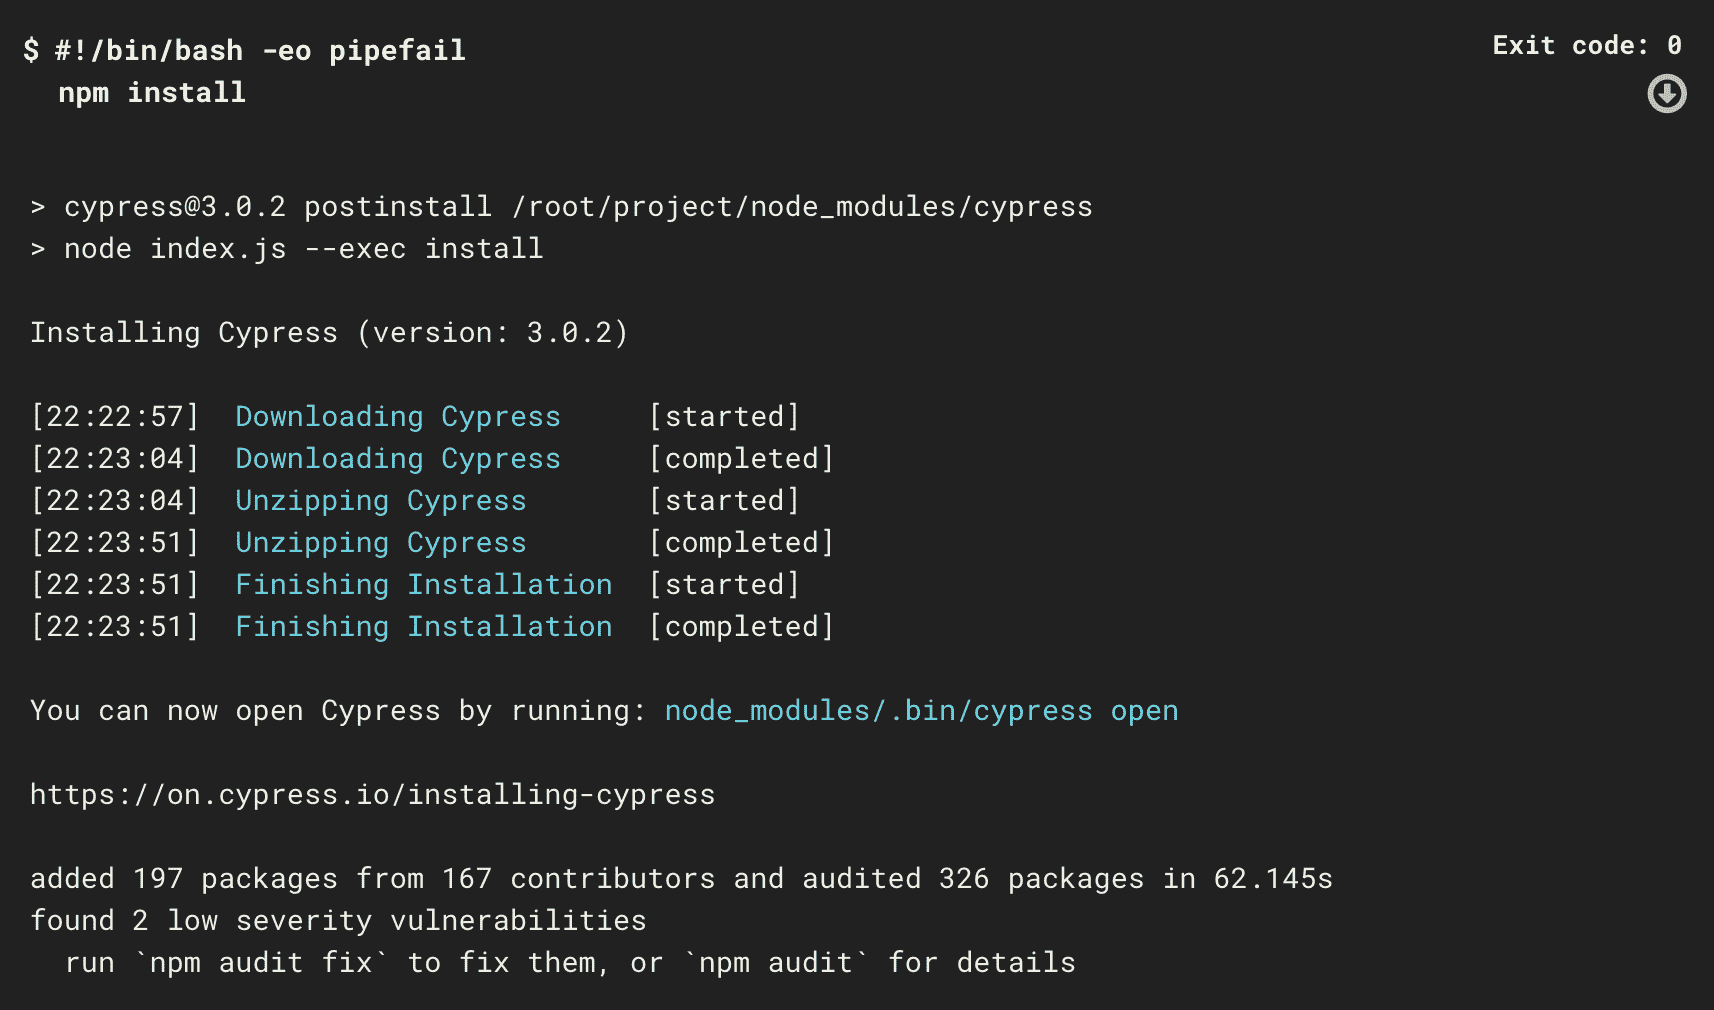 $ #!/bin/bash -eo pipefail
Exit code: 0
npm install
> cypress@3.0.2 postinstall /root/project/node_modules/cypress
> node index.js --exec install
Installing Cypress (version: 3.0.2)
[22:22:57]  Downloading Cypress     [started]
[22:23:04]  Downloading Cypress     [completed]
[22:23:04]  Unzipping Cypress       [started]
[22:23:51]  Unzipping Cypress       [completed]
[22:23:51]  Finishing Installation  [started]
[22:23:51]  Finishing Installation  [completed]
You can now open Cypress by running: node_modules/.bin/cypress open
https://on.cypress.io/installing-cypress
added 197 packages from 167 contributors and audited 326 packages in 62.145s
found 2 low severity vulnerabilities
  run `npm audit fix` to fix them, or `npm audit` for details